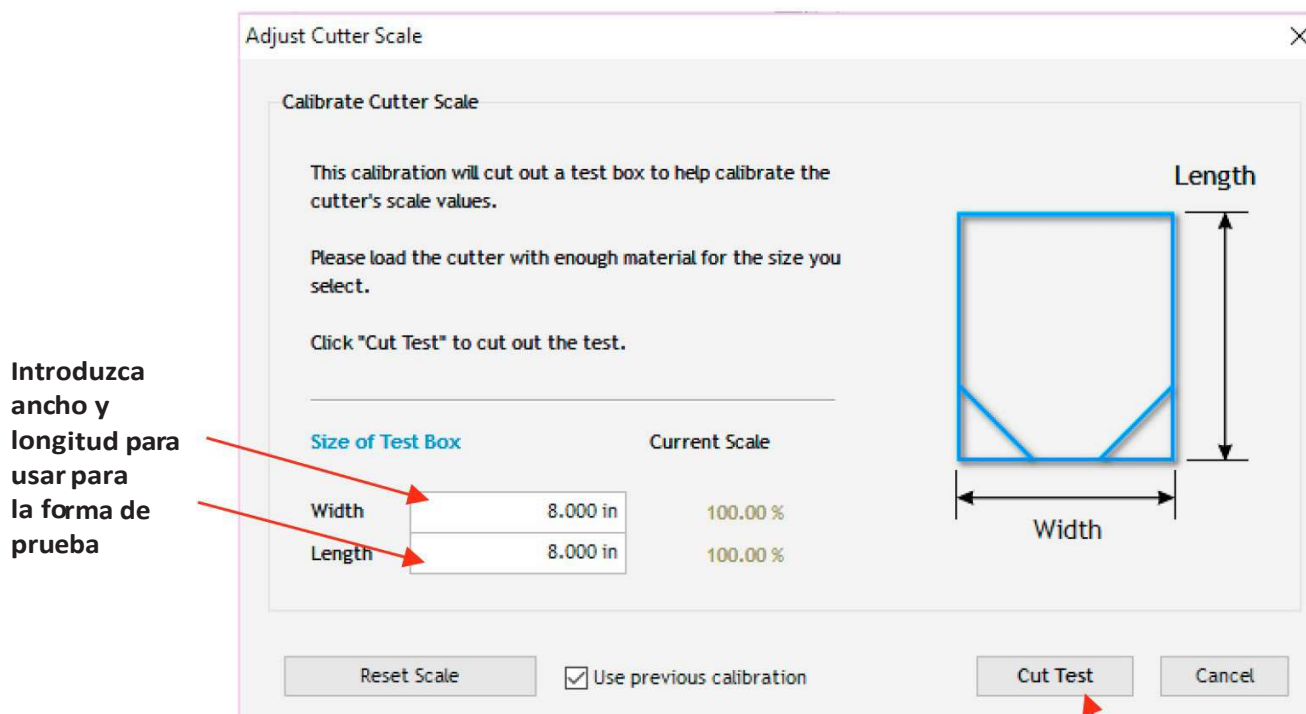 Adjust Cutter Scale
Calibrate Cutter Scale
This calibration will cut out a test box to help calibrate the
cutter's scale values.
Please load the cutter with enough material for the size you
select.
Click "Cut Test" to cut out the test.
Length
Width
Introduzca
ancho y
longitud para
usar para
la forma de
prueba
Size of Test Box
Current Scale
Width 8.000 in 100.00 %
Length 8.000 in 100.00 %
Reset Scale
Use previous calibration
Cut Test
Cancel